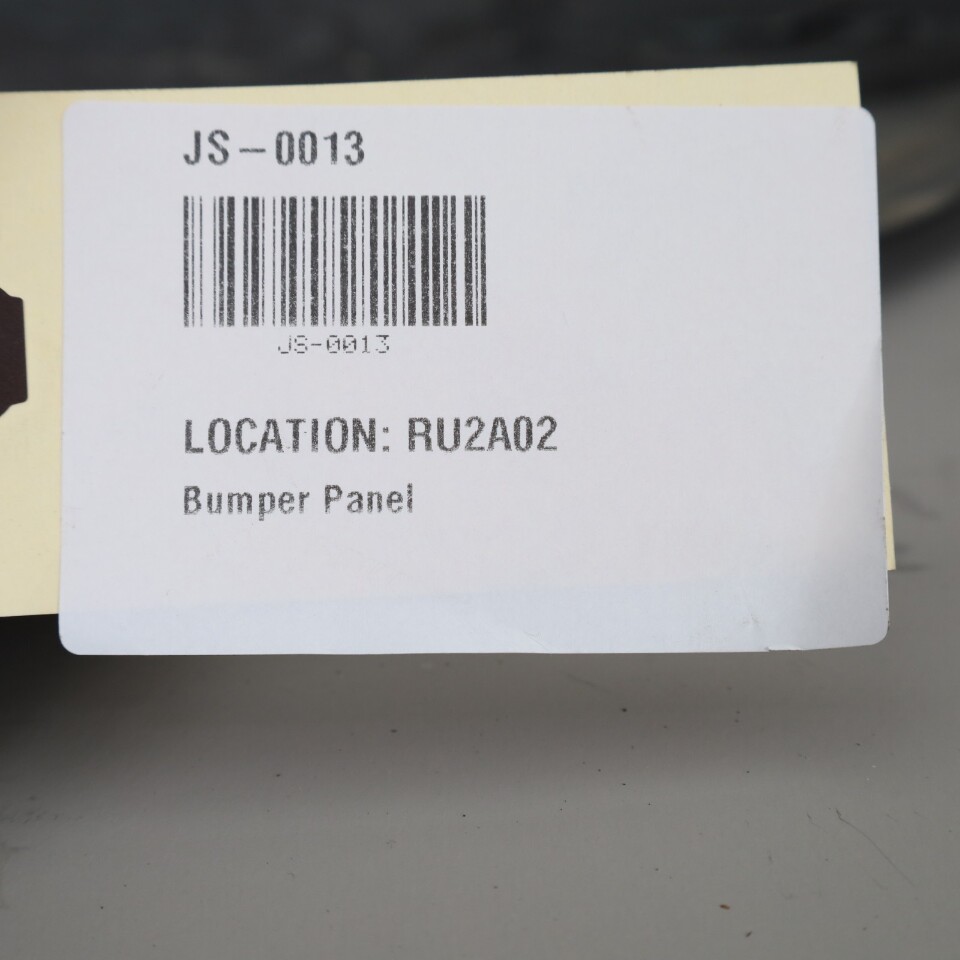 JS-0013
JS-0013
LOCATION: RU2A02
Bumper Panel